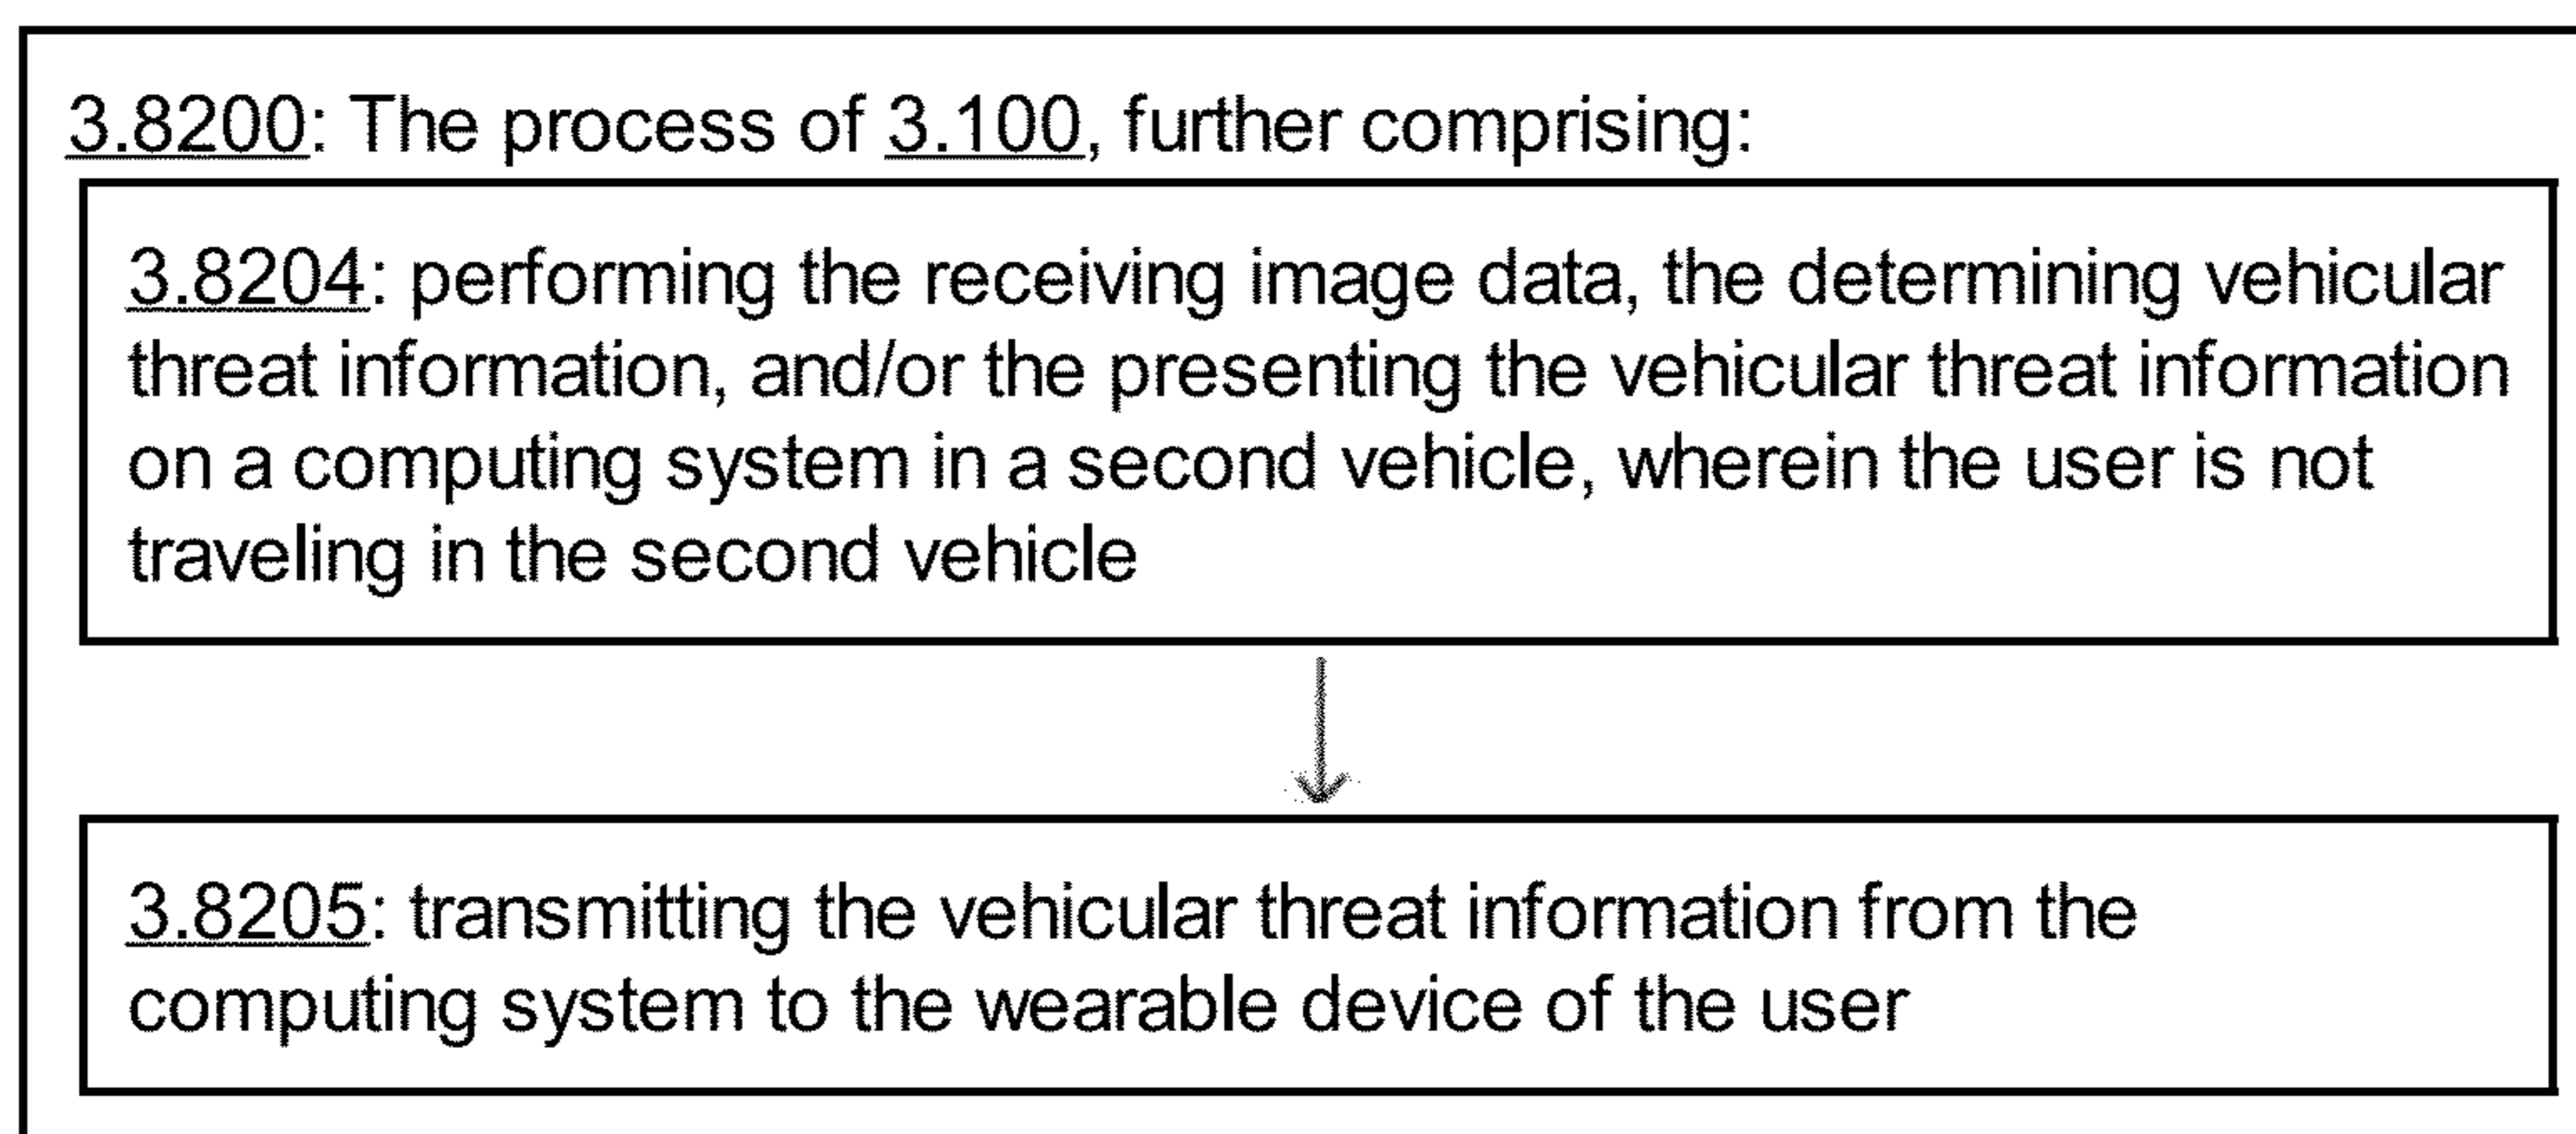 3.8200: The process of 3.100, further comprising:
3.8204: performing the receiving image data, the determining vehicular
threat information, and/or the presenting the vehicular threat information
on a computing system in a second vehicle, wherein the user is not
traveling in the second vehicle
3.8205: transmitting the vehicular threat information from the
computing system to the wearable device of the user